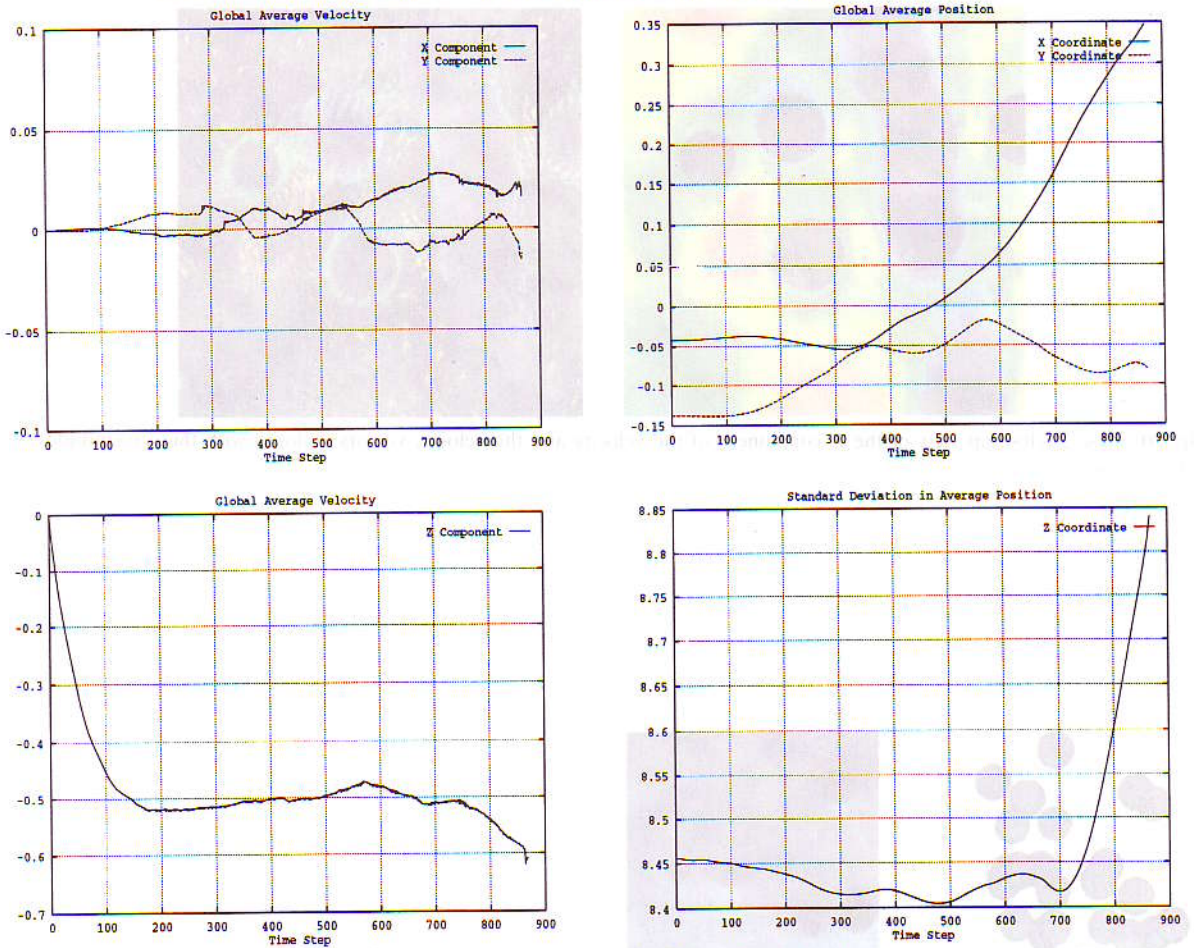 Global Average Velocity
0.1
0.05
0
-0.05
-0.1
X Component
Y Component
0 100 200 300 400 500 600 700 800 900
Time Step
Global Average Position
0.35
0.3
0.25
0.2
0.15
0.1
0.05
0
-0.05
-0.1
-0.15
X Coordinate
Y Coordinate
0 100 200 300 400 500 600 700 800 900
Time Step
Global Average Velocity
0
-0.1
-0.2
-0.3
-0.4
-0.5
-0.6
-0.7
Z Component
0 100 200 300 400 500 600 700 800 900
Time Step
Standard Deviation in Average Position
8.85
8.8
8.75
8.7
8.65
8.6
8.55
8.5
8.45
8.4
Z Coordinate
0 100 200 300 400 500 600 700 800 900
Time Step